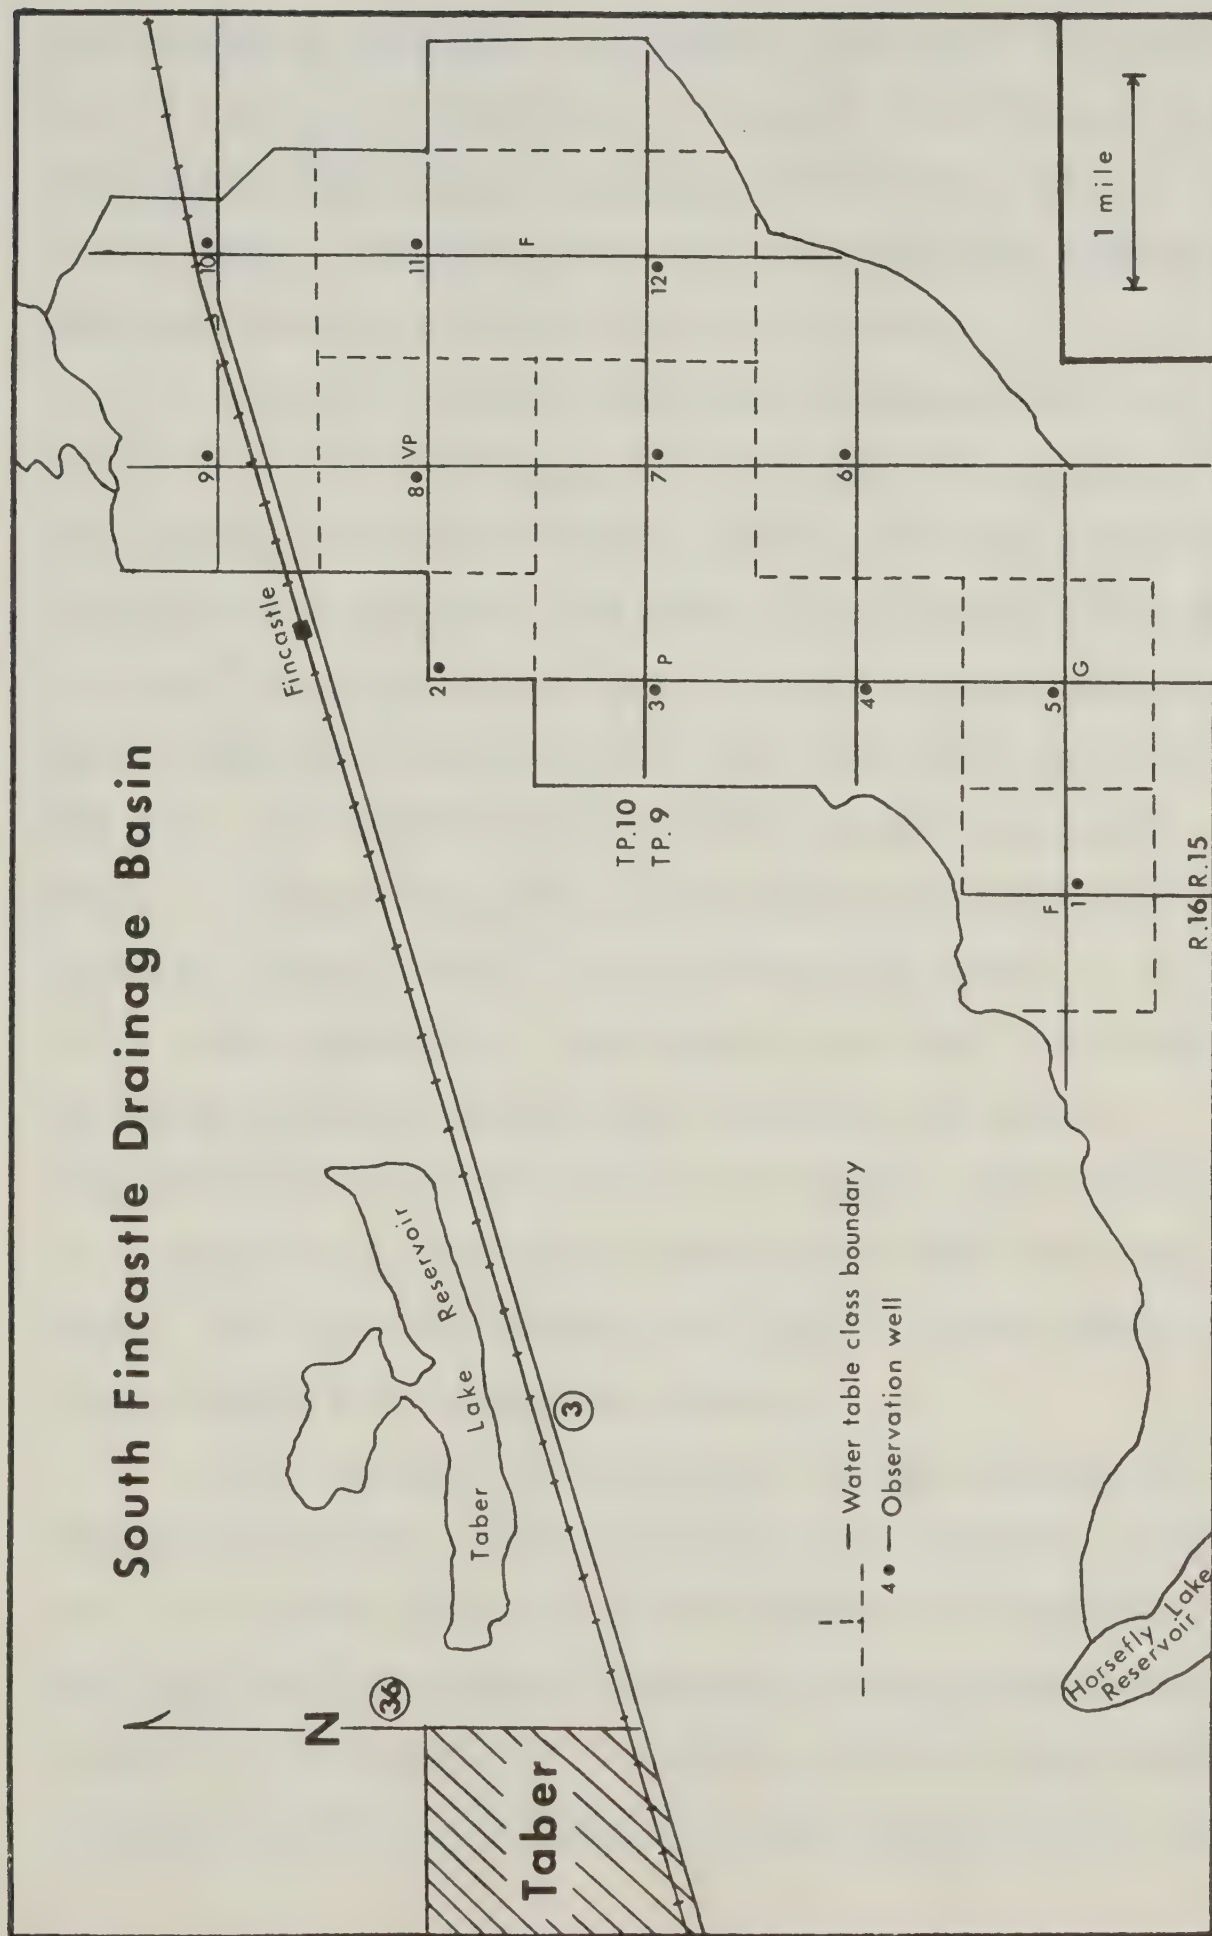 South Fincastle Drainage Basin
N
36
Taber
Taber Lake Reservoir
3
Fincastle
9
10
8
VP
11
F
2
3
P
7
12
TP.10
TP. 9
4
6
F
1
5
G
R.16 R.15
Water table class boundary
4 Observation well
Horsefly Lake
Reservoir
1 mile